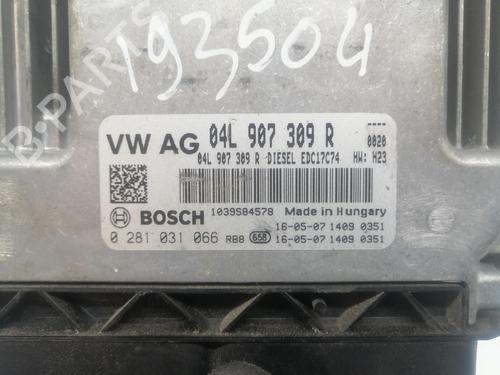 193504
B-PARTS
VW AG 04L 907 309 R 0020
04L 907 309 R DIESEL EDC17C74 HW: H23
BOSCH 1039S84578 Made in Hungary
0 281 031 066 RB8 658 16-05-07 1409 0351
16-05-07 1409 0351